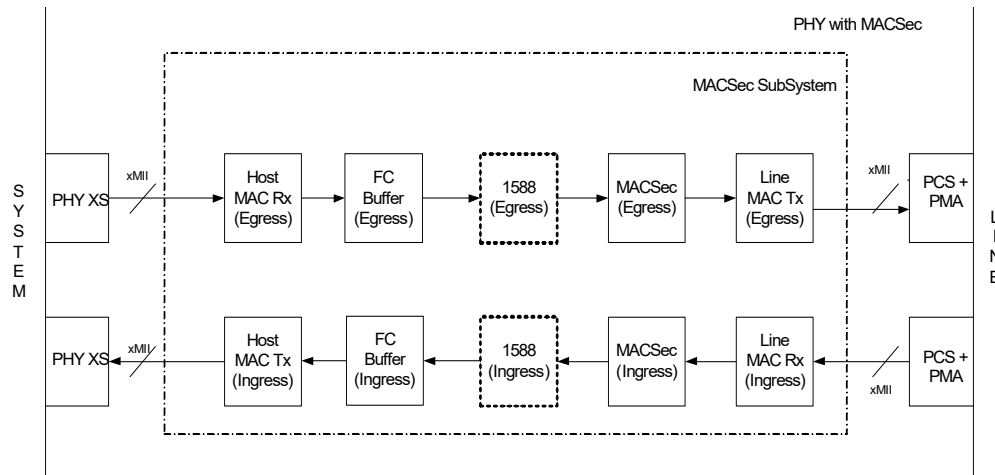 PHY with MACSec
MACSec SubSystem
SYSTEM
PHY XS
xMII
Host
MAC Rx
(Egress)
FC
Buffer
(Egress)
1588
(Egress)
MACSec
(Egress)
Line
MAC Tx
(Egress)
xMII
PCS +
PMA
LINE
PHY XS
xMII
Host
MAC Tx
(Ingress)
FC
Buffer
(Ingress)
1588
(Ingress)
MACSec
(Ingress)
Line
MAC Rx
(Ingress)
xMII
PCS +
PMA